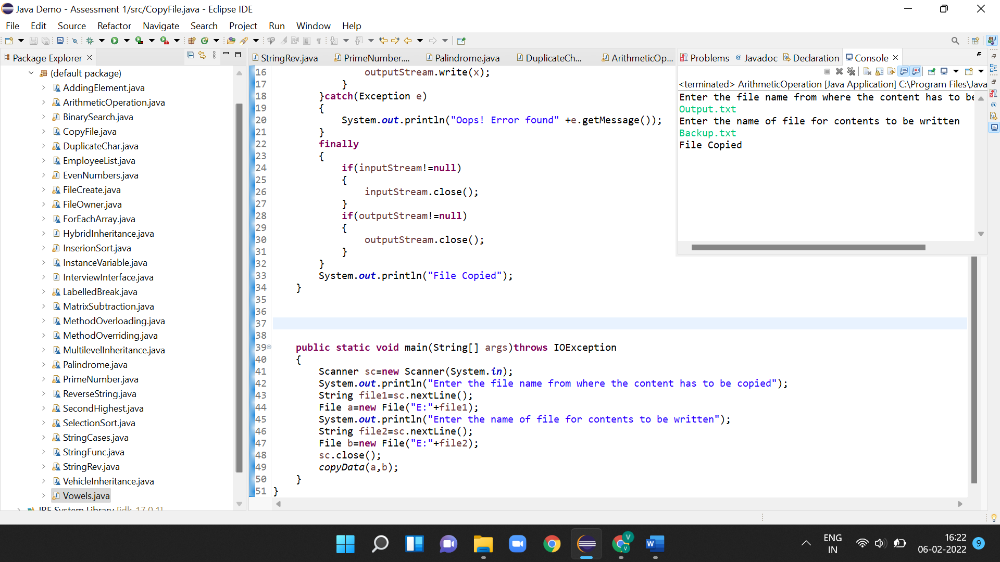 Java Demo - Assessment 1/src/CopyFile.java - Eclipse IDE
File Edit Source Refactor Navigate Search Project Run Window Help
Package Explorer
(default package)
AddingElement.java
ArithmeticOperation.java
BinarySearch.java
CopyFile.java
DuplicateChar.java
EmployeeList.java
EvenNumbers.java
FileCreate.java
FileOwner.java
ForEachArray.java
HybridInheritance.java
InserionSort.java
InstanceVariable.java
InterviewInterface.java
LabelledBreak.java
MatrixSubtraction.java
MethodOverloading.java
MethodOverriding.java
MultilevelInheritance.java
Palindrome.java
PrimeNumber.java
ReverseString.java
SecondHighest.java
SelectionSort.java
StringCases.java
StringFunc.java
StringRev.java
VehicleInheritance.java
Vowels.java
JRE System Library [jdk-17.0.1]
StringRev.java PrimeNumber.... Palindrome.java DuplicateCh... ArithmeticOp...
16 outputStream.write(x);
17 }
18 }catch(Exception e)
19 {
20 System.out.println("Oops! Error found" +e.getMessage());
21 }
22 finally
23 {
24 if(inputStream!=null)
25 {
26 inputStream.close();
27 }
28 if(outputStream!=null)
29 {
30 outputStream.close();
31 }
32 }
33 System.out.println("File Copied");
34 }
35
36
37
38
39 public static void main(String[] args)throws IOException
40 {
41 Scanner sc=new Scanner(System.in);
42 System.out.println("Enter the file name from where the content has to be copied");
43 String file1=sc.nextLine();
44 File a=new File("E:"+file1);
45 System.out.println("Enter the name of file for contents to be written");
46 String file2=sc.nextLine();
47 File b=new File("E:"+file2);
48 sc.close();
49 copyData(a,b);
50 }
51 }
Problems @ Javadoc Declaration Console
<terminated> ArithmeticOperation [Java Application] C:\Program Files\Java
Enter the file name from where the content has to be
Output.txt
Enter the name of file for contents to be written
Backup.txt
File Copied
ENG
IN
16:22
06-02-2022
9